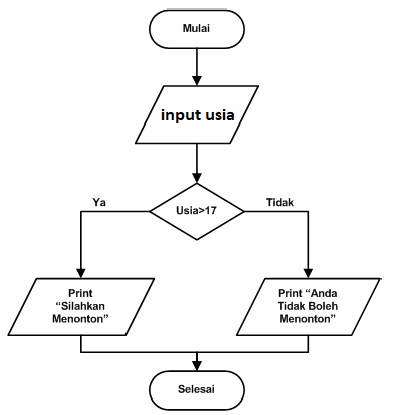 Mulai
input usia
Usia>17
Ya
Tidak
Print
“Silahkan
Menonton”
Print “Anda
Tidak Boleh
Menonton”
Selesai